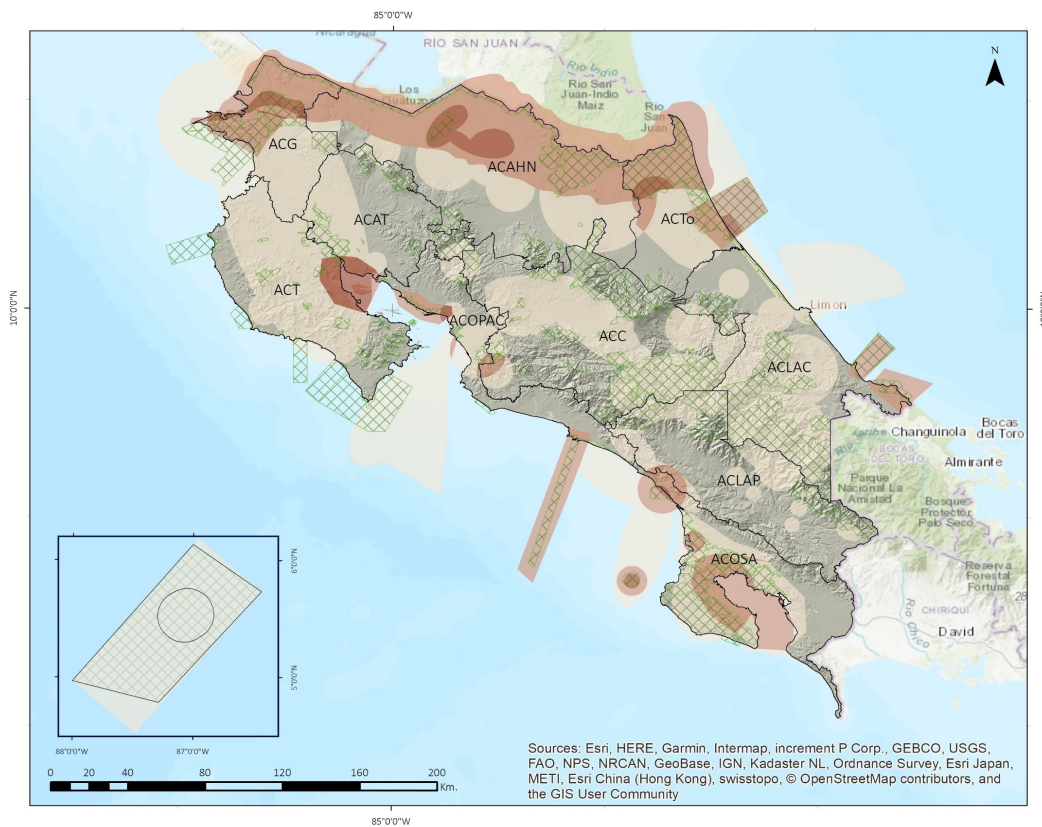 85°0'0"W
Nicaragua
RÍO SAN JUAN
N
Los
Guatuzos
Río Indio
Rio San
Juan-Indio
Maiz
Rio
San
Juan
ACG
ACAHN
ACAT
ACTo
ACT
10°0'0"N
Limon
ACOPAC
ACC
ACLAC
Changuinola
Bocas
del Toro
BOCAS
DEL TORO
Almirante
Parque
Nacional La
Amistad
Bosque
Protector
Palo Seco
ACLAP
ACOSA
Reserva
Forestal
Fortuna
CHIRIQUI
Río Chico
David
6°0'0"N
5°0'0"N
88°0'0"W
87°0'0"W
0 20 40 80 120 160 200
Km.
Sources: Esri, HERE, Garmin, Intermap, increment P Corp., GEBCO, USGS,
FAO, NPS, NRCAN, GeoBase, IGN, Kadaster NL, Ordnance Survey, Esri Japan,
METI, Esri China (Hong Kong), swisstopo, © OpenStreetMap contributors, and
the GIS User Community
85°0'0"W